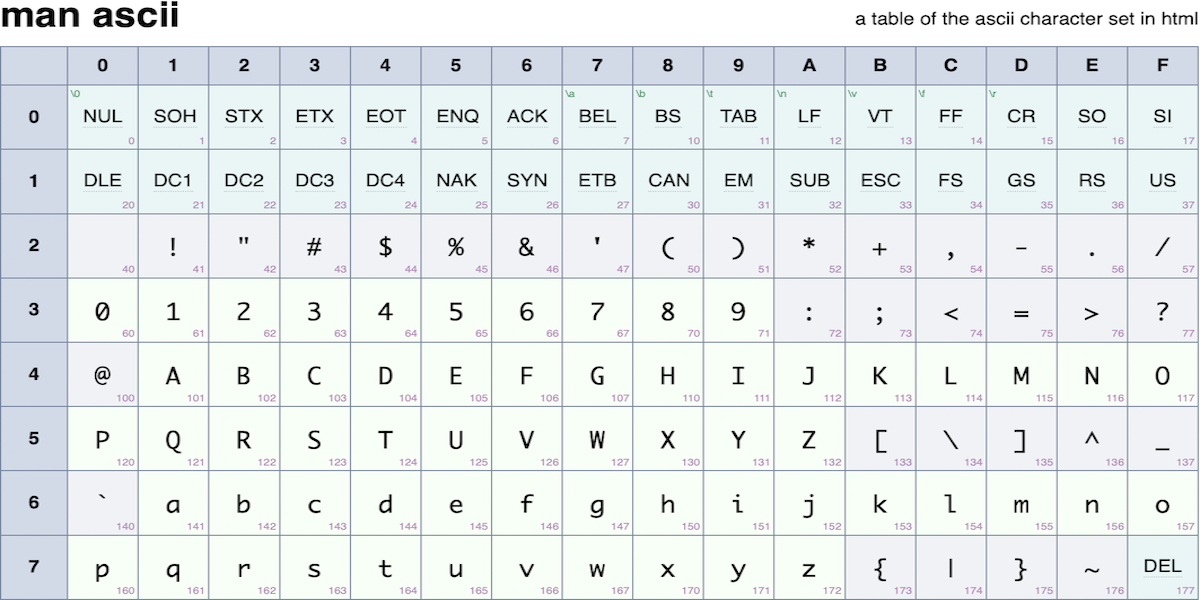 man ascii
a table of the ascii character set in html
0 1 2 3 4 5 6 7 8 9 A B C D E F
\0 \a \b \t \n \v \f \r
0 NUL SOH STX ETX EOT ENQ ACK BEL BS TAB LF VT FF CR SO SI
0 1 2 3 4 5 6 7 10 11 12 13 14 15 16 17
1 DLE DC1 DC2 DC3 DC4 NAK SYN ETB CAN EM SUB ESC FS GS RS US
20 21 22 23 24 25 26 27 30 31 32 33 34 35 36 37
2 ! " # $ % & ' ( ) * + , - . /
40 41 42 43 44 45 46 47 50 51 52 53 54 55 56 57
3 0 1 2 3 4 5 6 7 8 9 : ; < = > ?
60 61 62 63 64 65 66 67 70 71 72 73 74 75 76 77
4 @ A B C D E F G H I J K L M N O
100 101 102 103 104 105 106 107 110 111 112 113 114 115 116 117
5 P Q R S T U V W X Y Z [ \ ] ^ _
120 121 122 123 124 125 126 127 130 131 132 133 134 135 136 137
6 ` a b c d e f g h i j k l m n o
140 141 142 143 144 145 146 147 150 151 152 153 154 155 156 157
7 p q r s t u v w x y z { | } ~ DEL
160 161 162 163 164 165 166 167 170 171 172 173 174 175 176 177